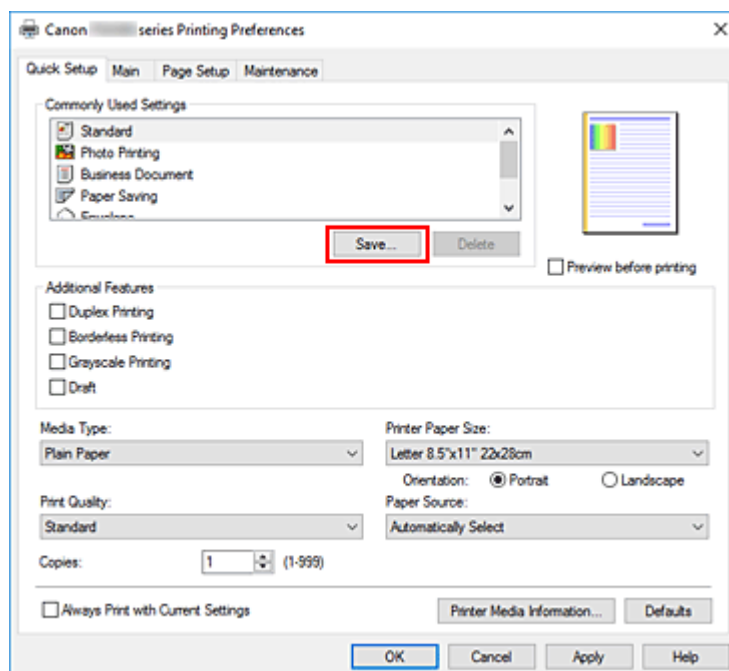 Canon series Printing Preferences
Quick Setup Main Page Setup Maintenance
Commonly Used Settings
Standard
Photo Printing
Business Document
Paper Saving
Envelope
Save... Delete
Preview before printing
Additional Features
Duplex Printing
Borderless Printing
Grayscale Printing
Draft
Media Type: Printer Paper Size:
Plain Paper Letter 8.5"x11" 22x28cm
Orientation: Portrait Landscape
Print Quality: Paper Source:
Standard Automatically Select
Copies: 1 (1-999)
Always Print with Current Settings Printer Media Information... Defaults
OK Cancel Apply Help